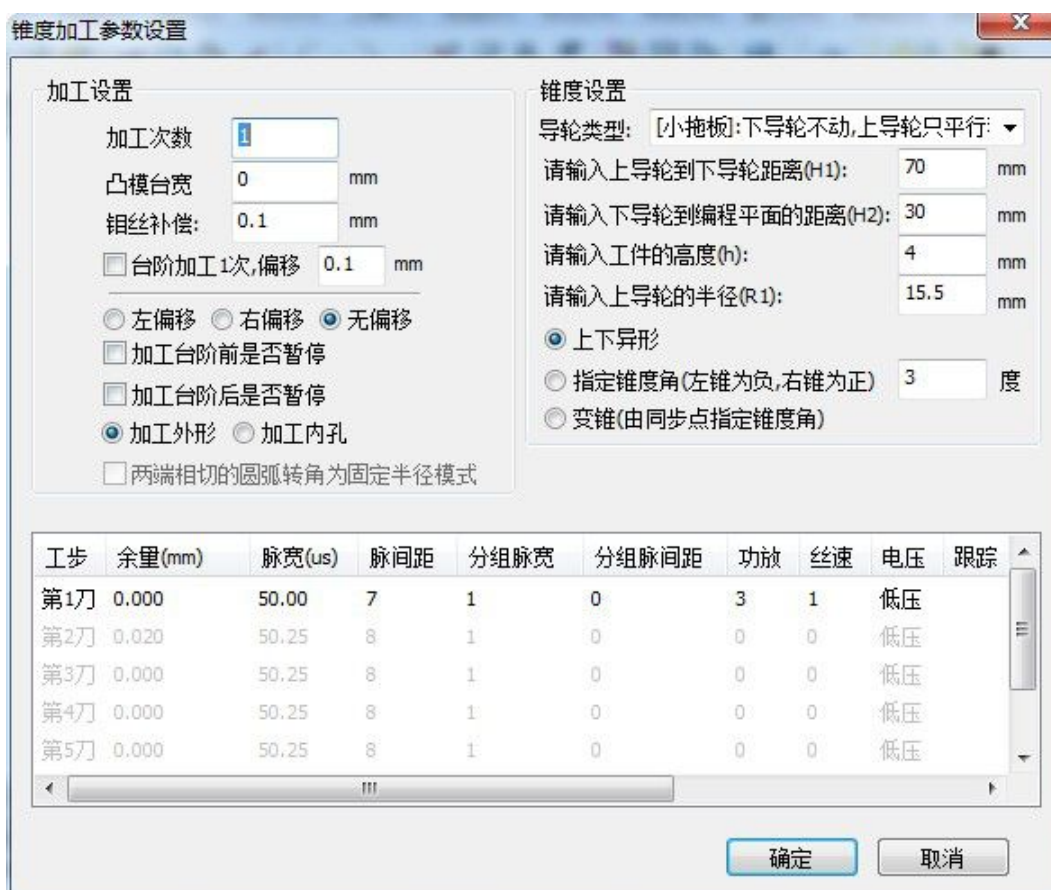 锥度加工参数设置
加工设置
加工次数 1
凸模台宽 0 mm
钼丝补偿: 0.1 mm
台阶加工1次,偏移 0.1 mm
左偏移 右偏移 无偏移
加工台阶前是否暂停
加工台阶后是否暂停
加工外形 加工内孔
两端相切的圆弧转角为固定半径模式
锥度设置
导轮类型: [小拖板]:下导轮不动,上导轮只平行
请输入上导轮到下导轮距离(H1): 70 mm
请输入下导轮到编程平面的距离(H2): 30 mm
请输入工件的高度(h): 4 mm
请输入上导轮的半径(R1): 15.5 mm
上下异形
指定锥度角(左锥为负,右锥为正) 3 度
变锥(由同步点指定锥度角)
工步 余量(mm) 脉宽(us) 脉间距 分组脉宽 分组脉间距 功放 丝速 电压 跟踪
第1刀 0.000 50.00 7 1 0 3 1 低压
第2刀 0.020 50.25 8 1 0 0 0 低压
第3刀 0.000 50.25 8 1 0 0 0 低压
第4刀 0.000 50.25 8 1 0 0 0 低压
第5刀 0.000 50.25 8 1 0 0 0 低压
确定 取消